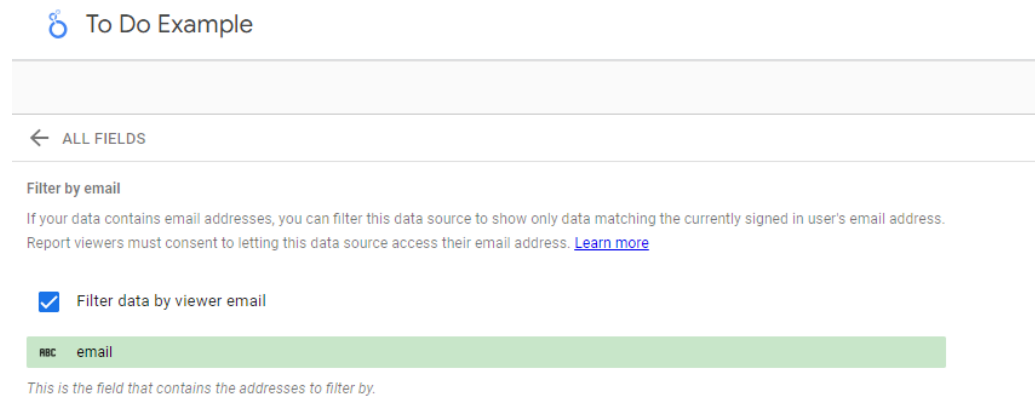 To Do Example
ALL FIELDS
Filter by email
If your data contains email addresses, you can filter this data source to show only data matching the currently signed in user's email address.
Report viewers must consent to letting this data source access their email address. Learn more
Filter data by viewer email
ABC email
This is the field that contains the addresses to filter by.